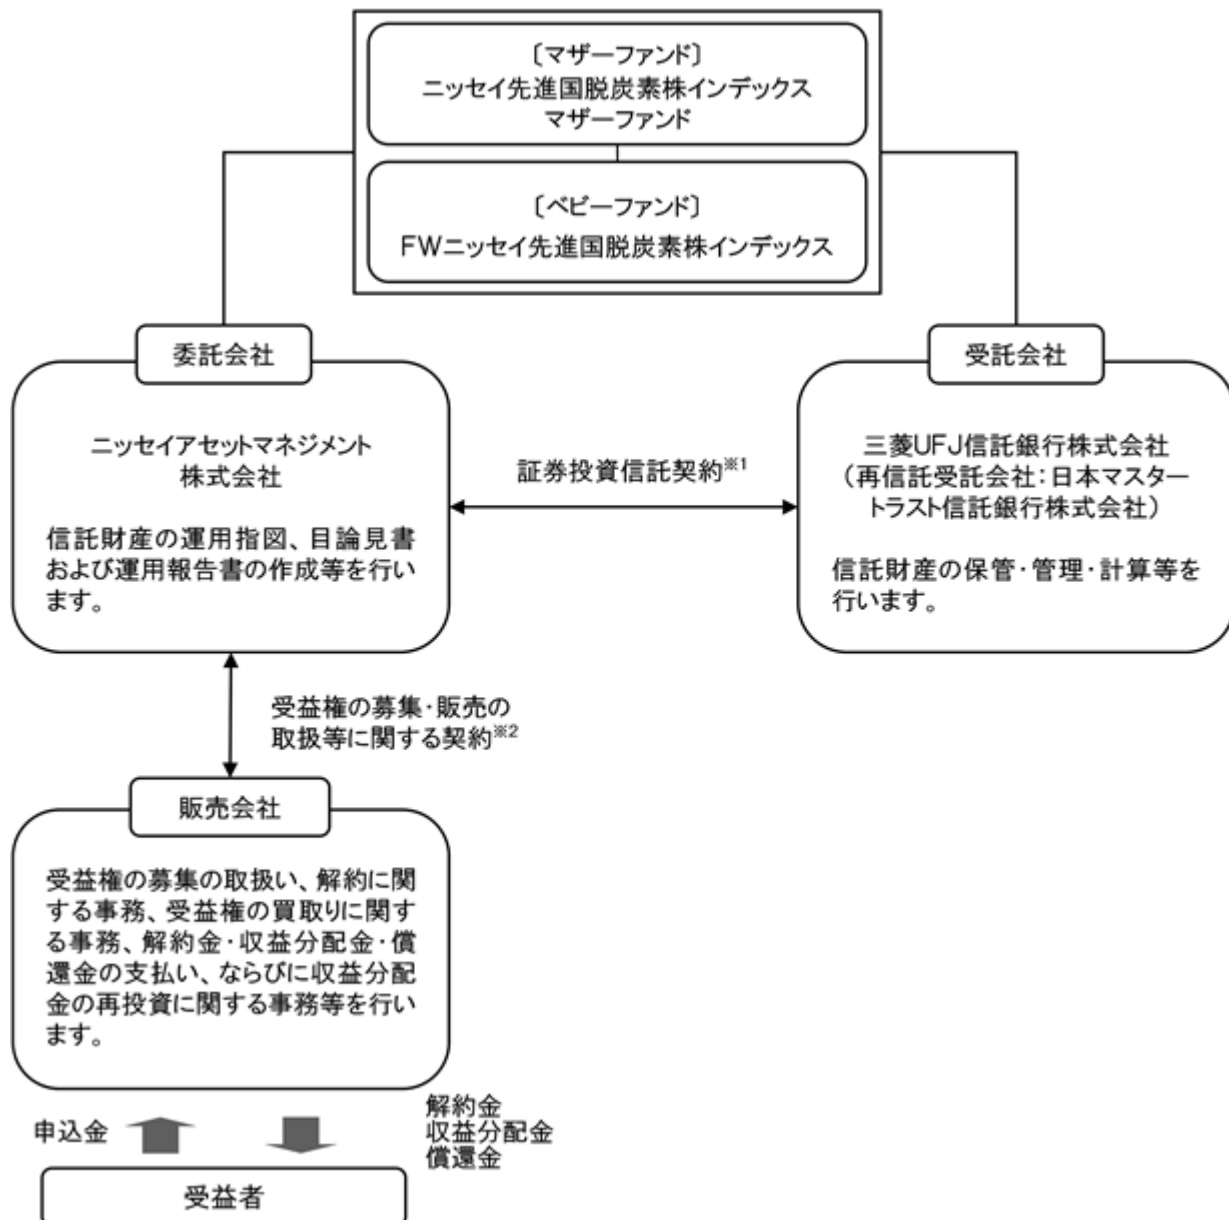 〔マザーファンド〕
ニッセイ先進国脱炭素株インデックス
マザーファンド
〔ベビーファンド〕
FWニッセイ先進国脱炭素株インデックス
委託会社
ニッセイアセットマネジメント
株式会社
信託財産の運用指図、目論見書
および運用報告書の作成等を行い
ます。
証券投資信託契約※1
受託会社
三菱UFJ信託銀行株式会社
(再信託受託会社：日本マスター
トラスト信託銀行株式会社)
信託財産の保管・管理・計算等を
行います。
受益権の募集・販売の
取扱等に関する契約※2
販売会社
受益権の募集の取扱い、解約に関
する事務、受益権の買取りに関す
る事務、解約金・収益分配金・償
還金の支払い、ならびに収益分配
金の再投資に関する事務等を行い
ます。
申込金
解約金
収益分配金
償還金
受益者